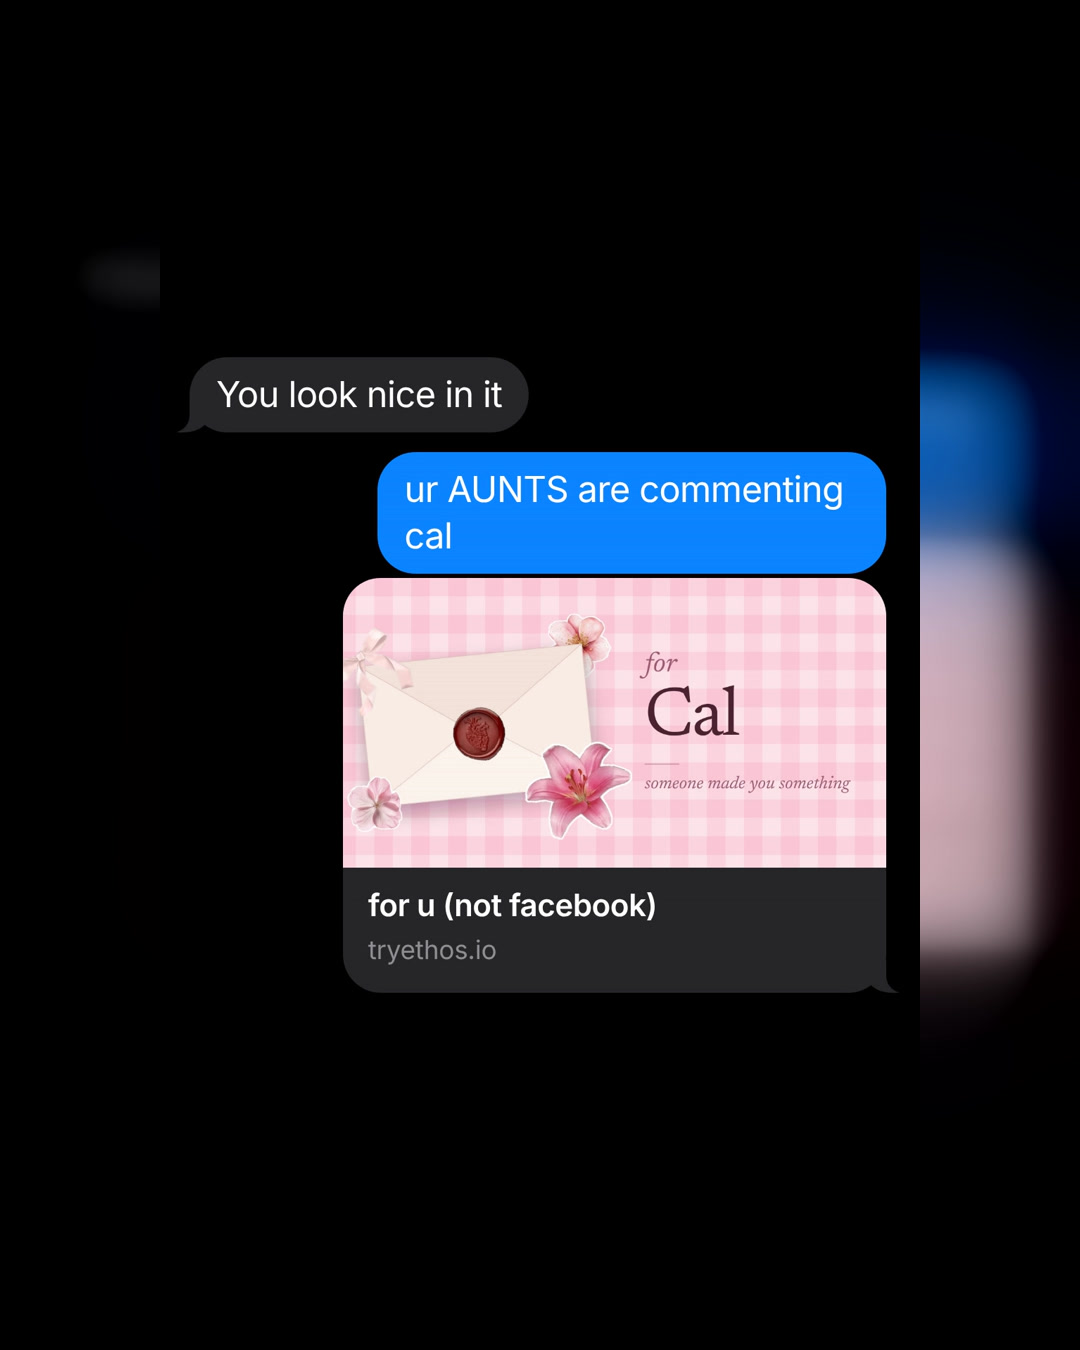 You look nice in it
ur AUNTS are commenting
cal
for
Cal
someone made you something
for u (not facebook)
tryethos.io